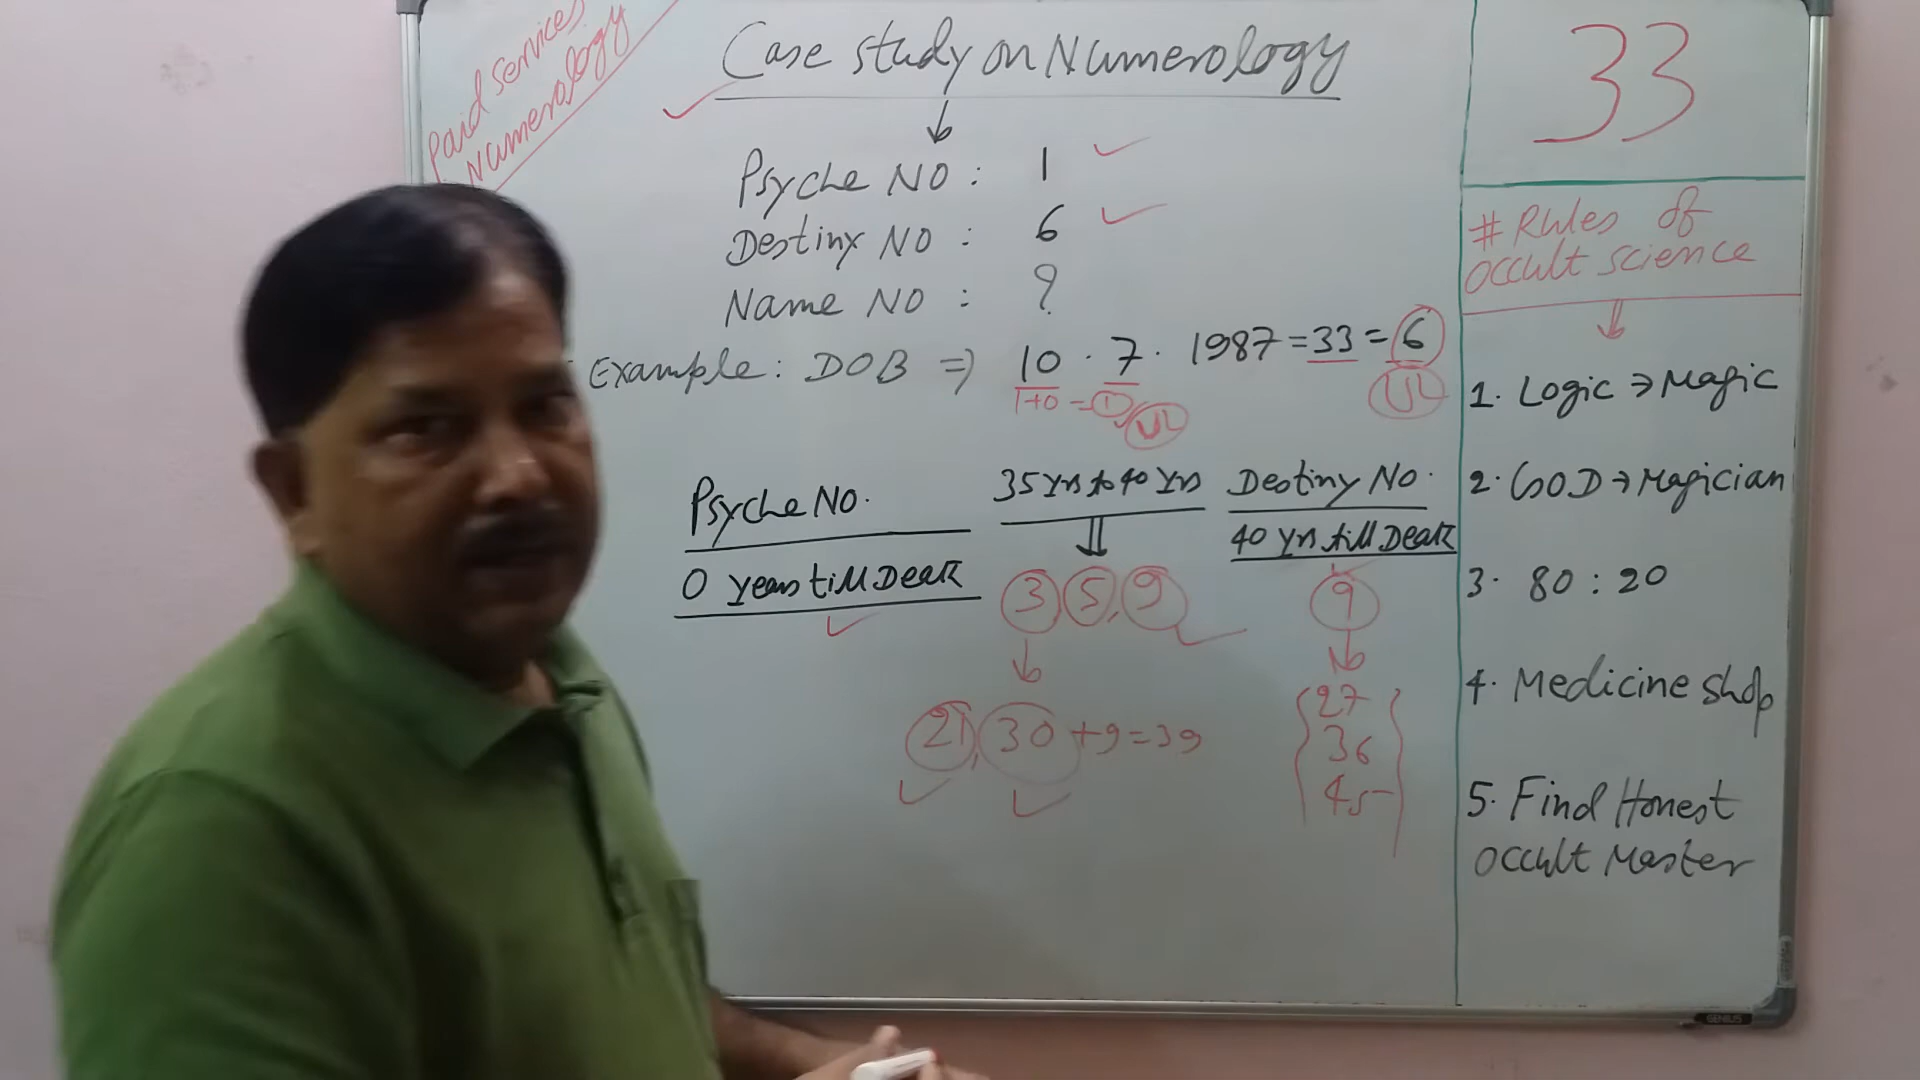 Paid Services
Numerology
Case study on Numerology
Psyche NO : 1
Destiny NO : 6
Name NO : ?
Example : DOB => 10 . 7 . 1987 = 33 = 6
1+0 = 1 UL UL
Psyche NO.
0 years till Death
35 Yrs to 40 Yrs
3 5, 9
21, 30 + 9 = 39
Destiny NO.
40 Yrs till Death
9
No
27
36
45
33
# Rules of
occult science
1. Logic → Magic
2. GOD → Magician
3. 80 : 20
4. Medicine shop
5. Find Honest
occult Master
GENIUS